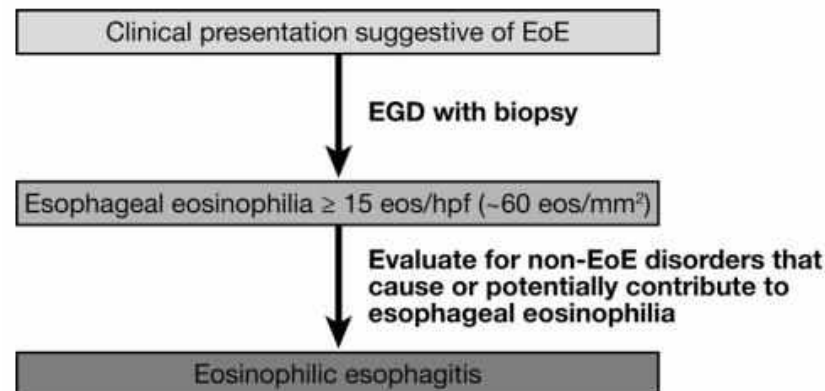 Clinical presentation suggestive of EoE
EGD with biopsy
Esophageal eosinophilia ≥ 15 eos/hpf (~60 eos/mm²)
Evaluate for non-EoE disorders that
cause or potentially contribute to
esophageal eosinophilia
Eosinophilic esophagitis